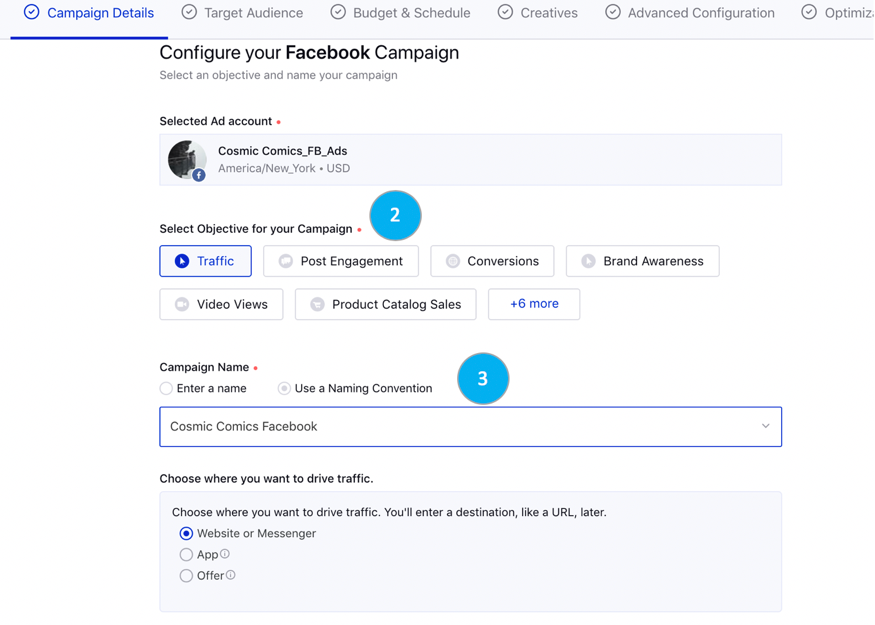 Campaign Details Target Audience Budget & Schedule Creatives Advanced Configuration Optimiza
Configure your Facebook Campaign
Select an objective and name your campaign
Selected Ad account •
Cosmic Comics_FB_Ads
America/New_York • USD
2
Select Objective for your Campaign •
Traffic Post Engagement Conversions Brand Awareness
Video Views Product Catalog Sales +6 more
Campaign Name •
3
Enter a name Use a Naming Convention
Cosmic Comics Facebook
Choose where you want to drive traffic.
Choose where you want to drive traffic. You'll enter a destination, like a URL, later.
Website or Messenger
App
Offer